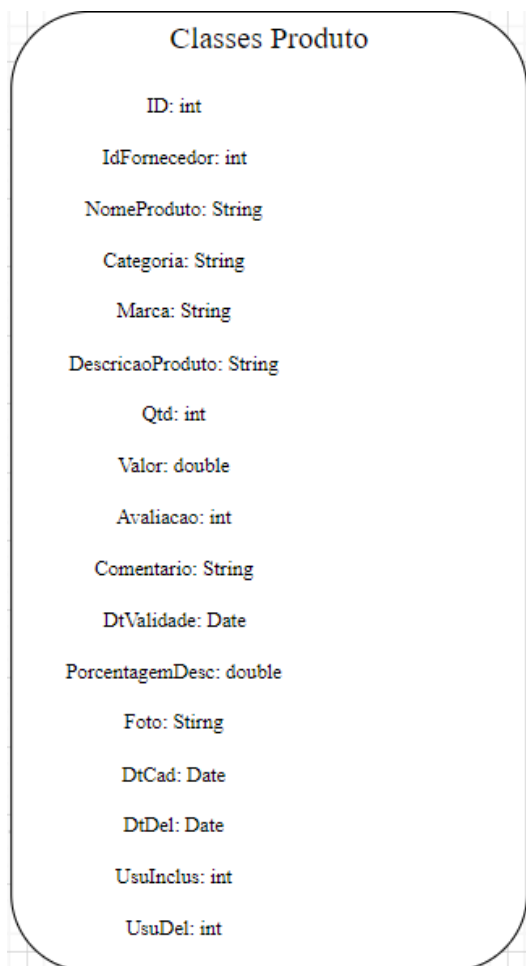 Classes Produto
ID: int
IdFornecedor: int
NomeProduto: String
Categoria: String
Marca: String
DescricaoProduto: String
Qtd: int
Valor: double
Avaliacao: int
Comentario: String
DtValidade: Date
PorcentagemDesc: double
Foto: Stirng
DtCad: Date
DtDel: Date
UsuInclus: int
UsuDel: int